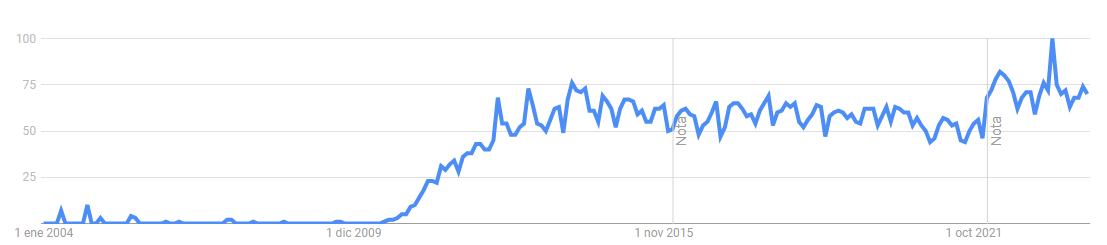 100
75
50
25
Nota
Nota
1 ene 2004
1 dic 2009
1 nov 2015
1 oct 2021